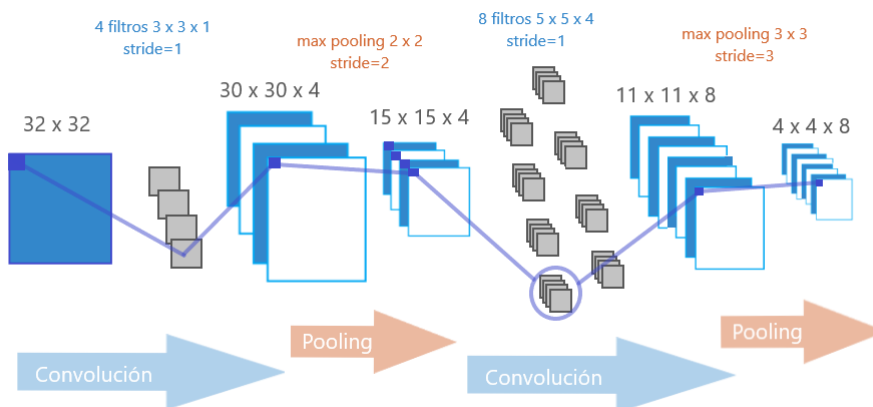 4 filtros 3 x 3 x 1
stride=1
max pooling 2 x 2
stride=2
8 filtros 5 x 5 x 4
stride=1
max pooling 3 x 3
stride=3
32 x 32
30 x 30 x 4
15 x 15 x 4
11 x 11 x 8
4 x 4 x 8
Convolución
Pooling
Convolución
Pooling